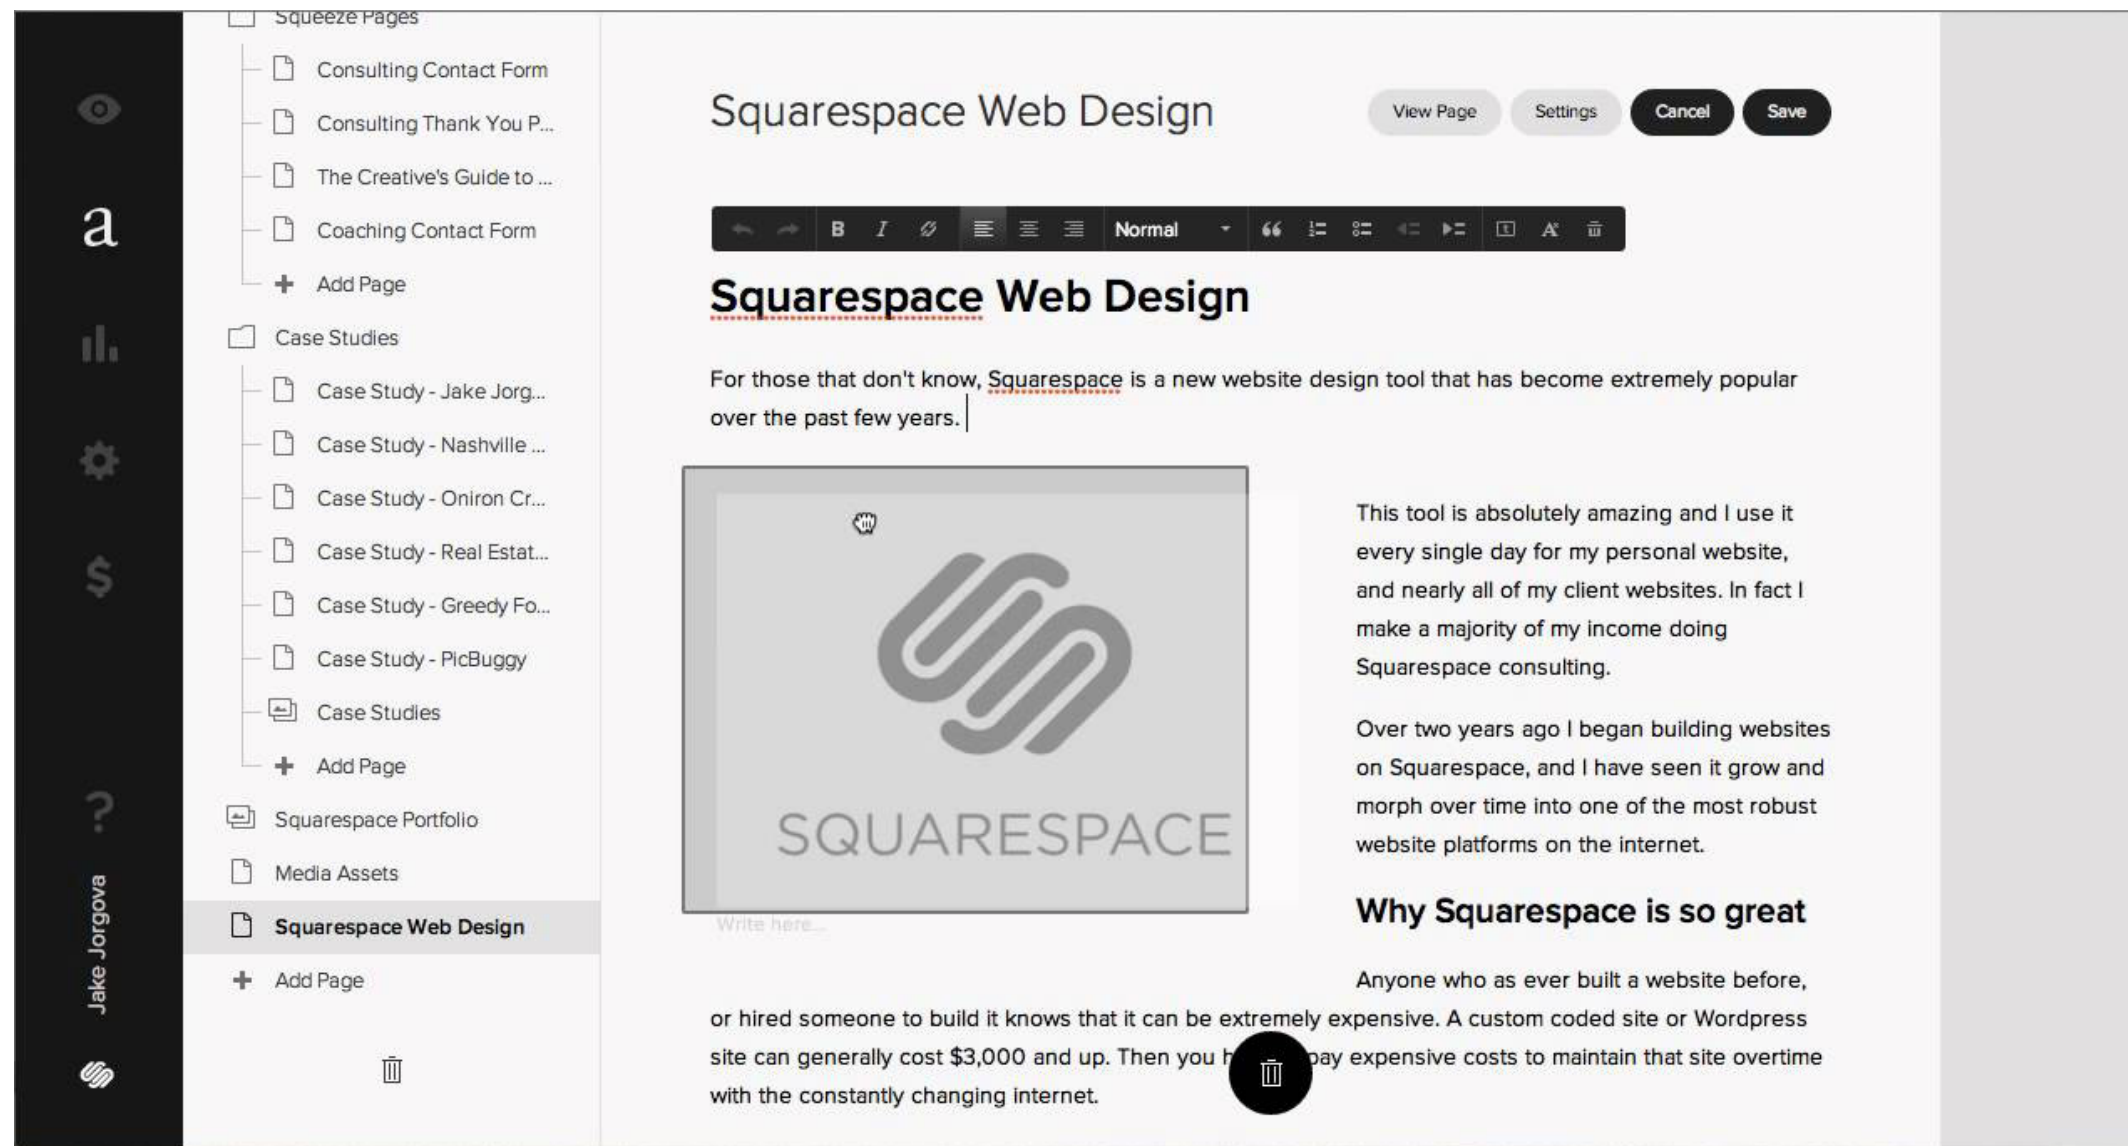 Squeeze Pages
Consulting Contact Form
Consulting Thank You P...
The Creative's Guide to ...
Coaching Contact Form
Add Page
Case Studies
Case Study - Jake Jorg...
Case Study - Nashville ...
Case Study - Oniron Cr...
Case Study - Real Estat...
Case Study - Greedy Fo...
Case Study - PicBuggy
Case Studies
Add Page
Squarespace Portfolio
Media Assets
Squarespace Web Design
Add Page
a
Jake Jorgova
Squarespace Web Design
View Page
Settings
Cancel
Save
B I Normal
Squarespace Web Design
For those that don't know, Squarespace is a new website design tool that has become extremely popular
over the past few years.
SQUARESPACE
Write here...
This tool is absolutely amazing and I use it
every single day for my personal website,
and nearly all of my client websites. In fact I
make a majority of my income doing
Squarespace consulting.
Over two years ago I began building websites
on Squarespace, and I have seen it grow and
morph over time into one of the most robust
website platforms on the internet.
Why Squarespace is so great
Anyone who as ever built a website before,
or hired someone to build it knows that it can be extremely expensive. A custom coded site or Wordpress
site can generally cost $3,000 and up. Then you pay expensive costs to maintain that site overtime
with the constantly changing internet.